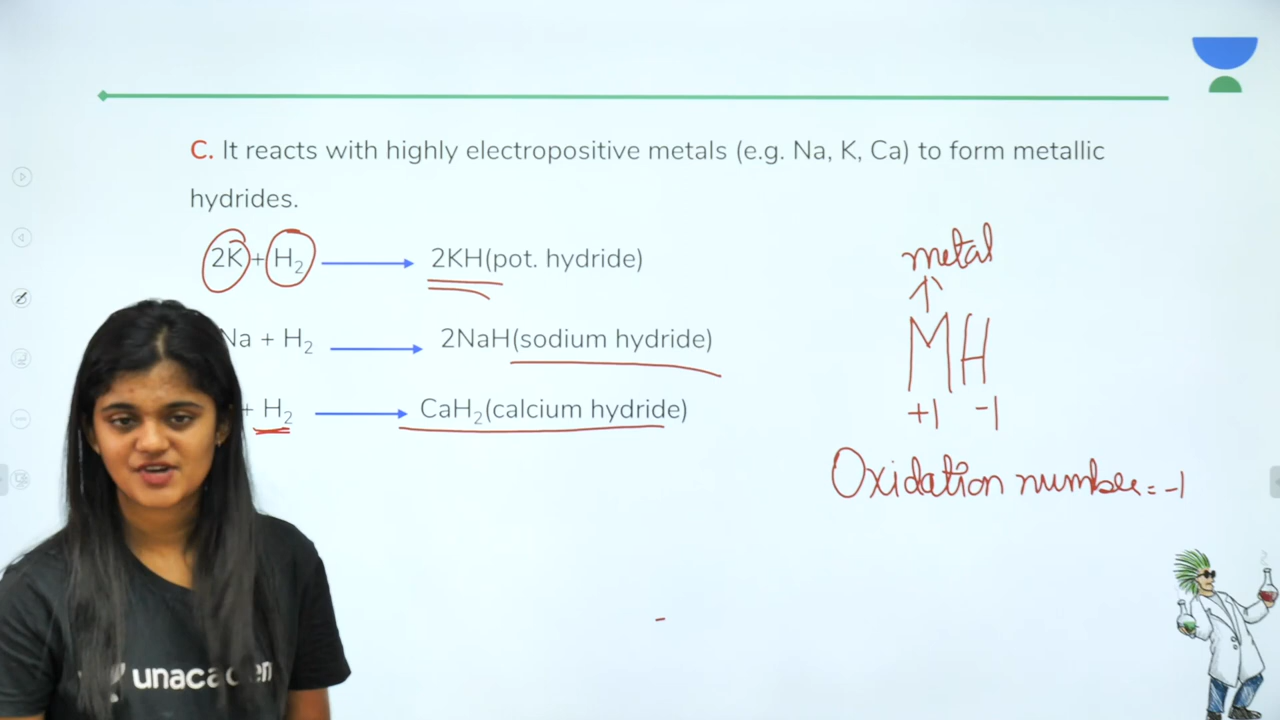 C. It reacts with highly electropositive metals (e.g. Na, K, Ca) to form metallic
hydrides.
2K + H₂ → 2KH(pot. hydride)
Na + H₂ → 2NaH(sodium hydride)
+ H₂ → CaH₂(calcium hydride)
metal
↑
MH
+1 -1
Oxidation number = -1
unacadem